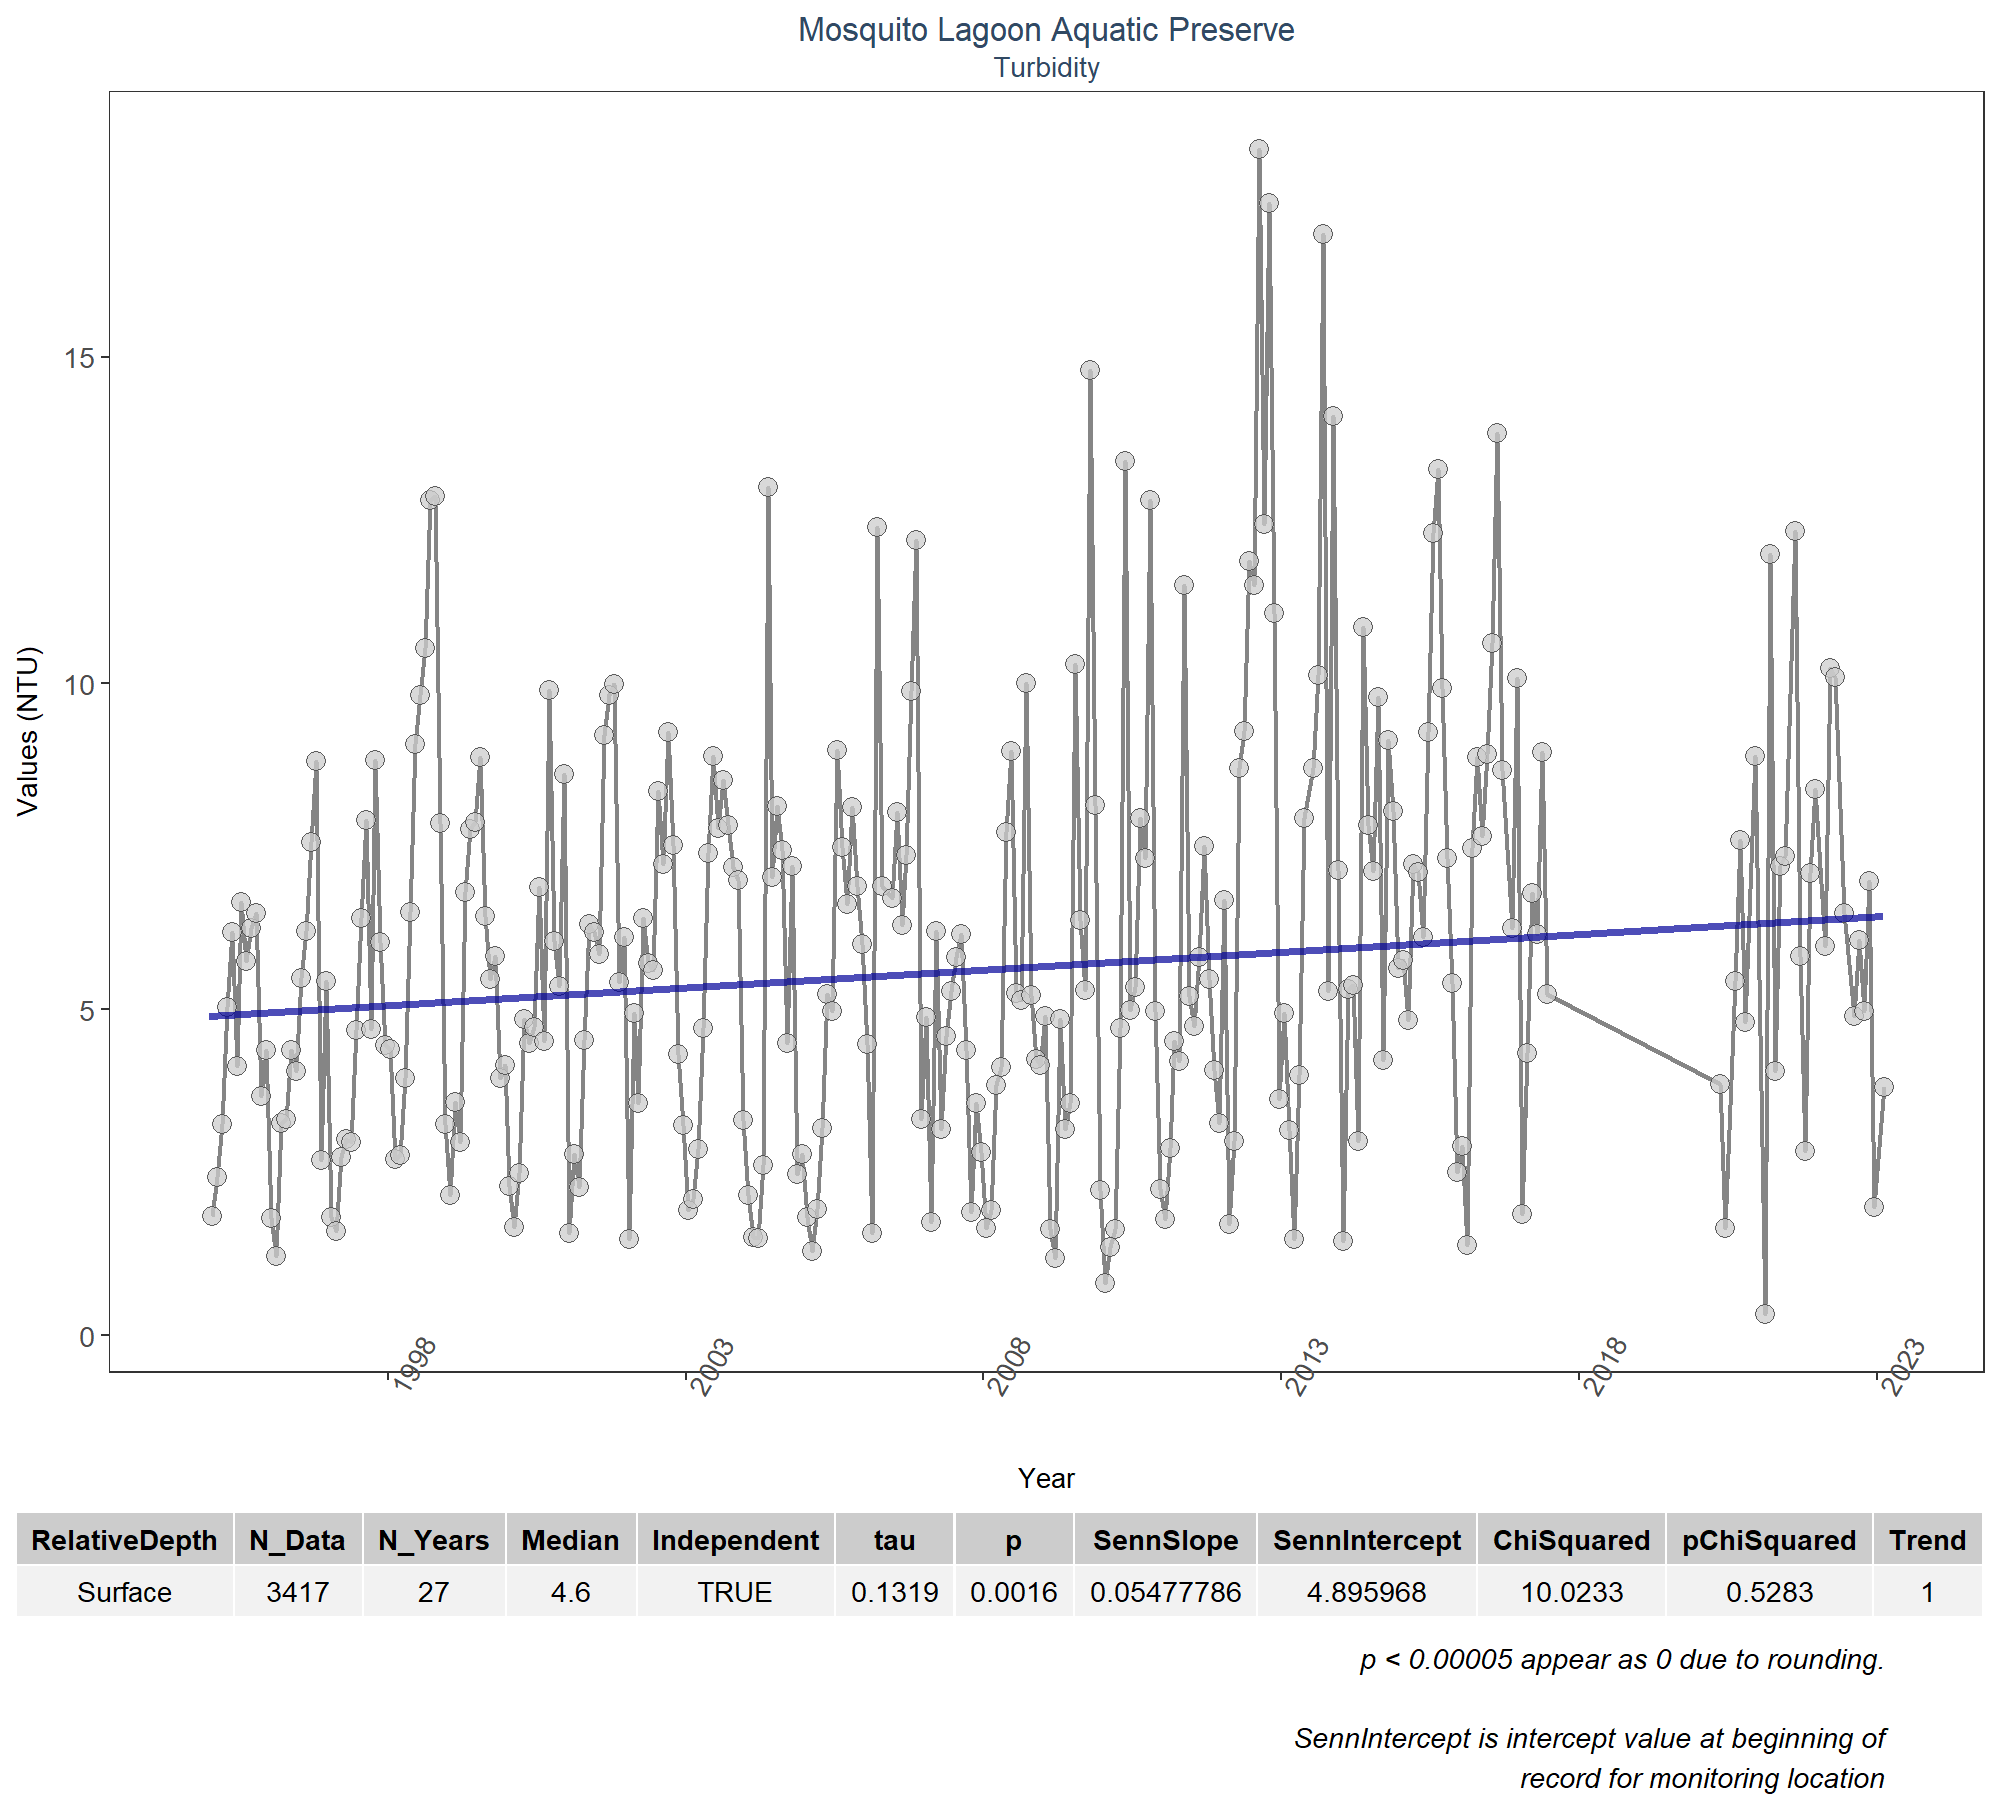 Mosquito Lagoon Aquatic Preserve
Turbidity
Values (NTU)
15
10
5
0
1998 2003 2008 2013 2018 2023
Year
RelativeDepth N_Data N_Years Median Independent tau p SennSlope SennIntercept ChiSquared pChiSquared Trend
Surface 3417 27 4.6 TRUE 0.1319 0.0016 0.05477786 4.895968 10.0233 0.5283 1
p < 0.00005 appear as 0 due to rounding.
SennIntercept is intercept value at beginning of
record for monitoring location